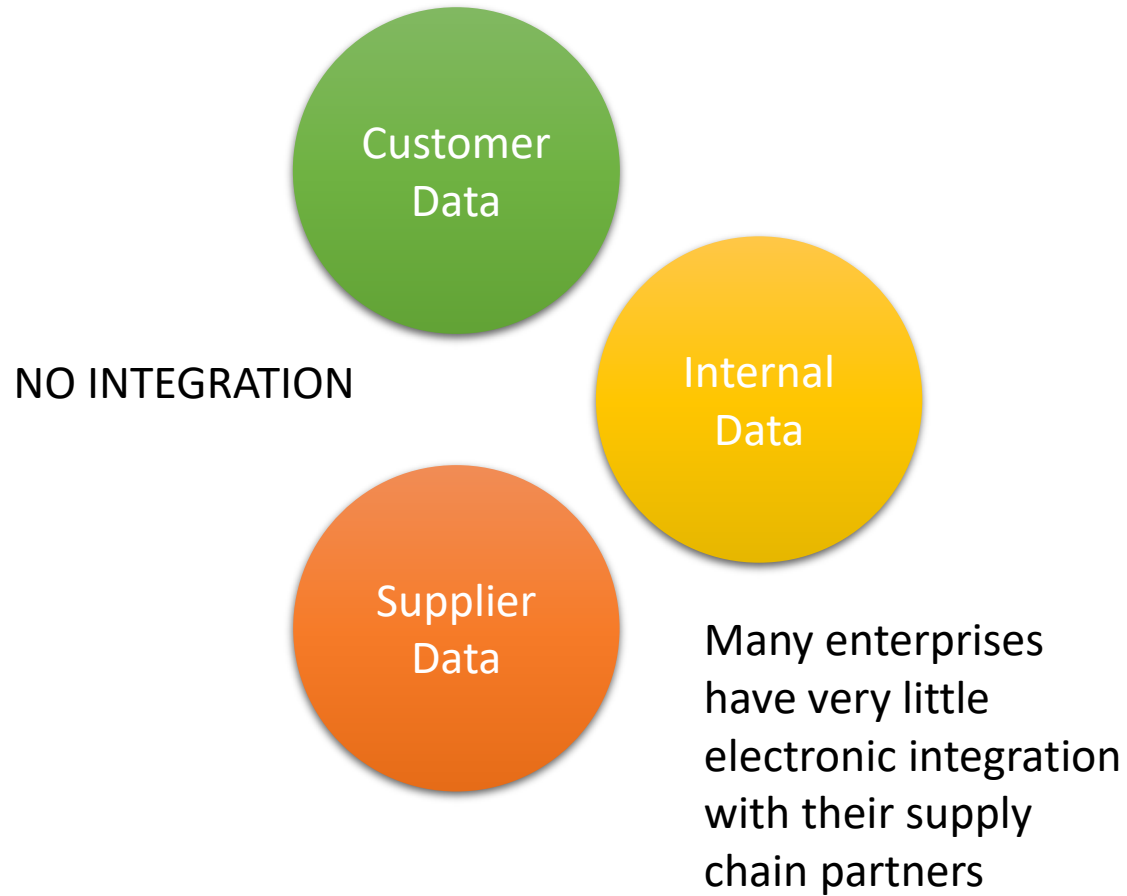 Customer
Data
Internal
Data
NO INTEGRATION
Supplier
Data
Many enterprises
have very little
electronic integration
with their supply
chain partners